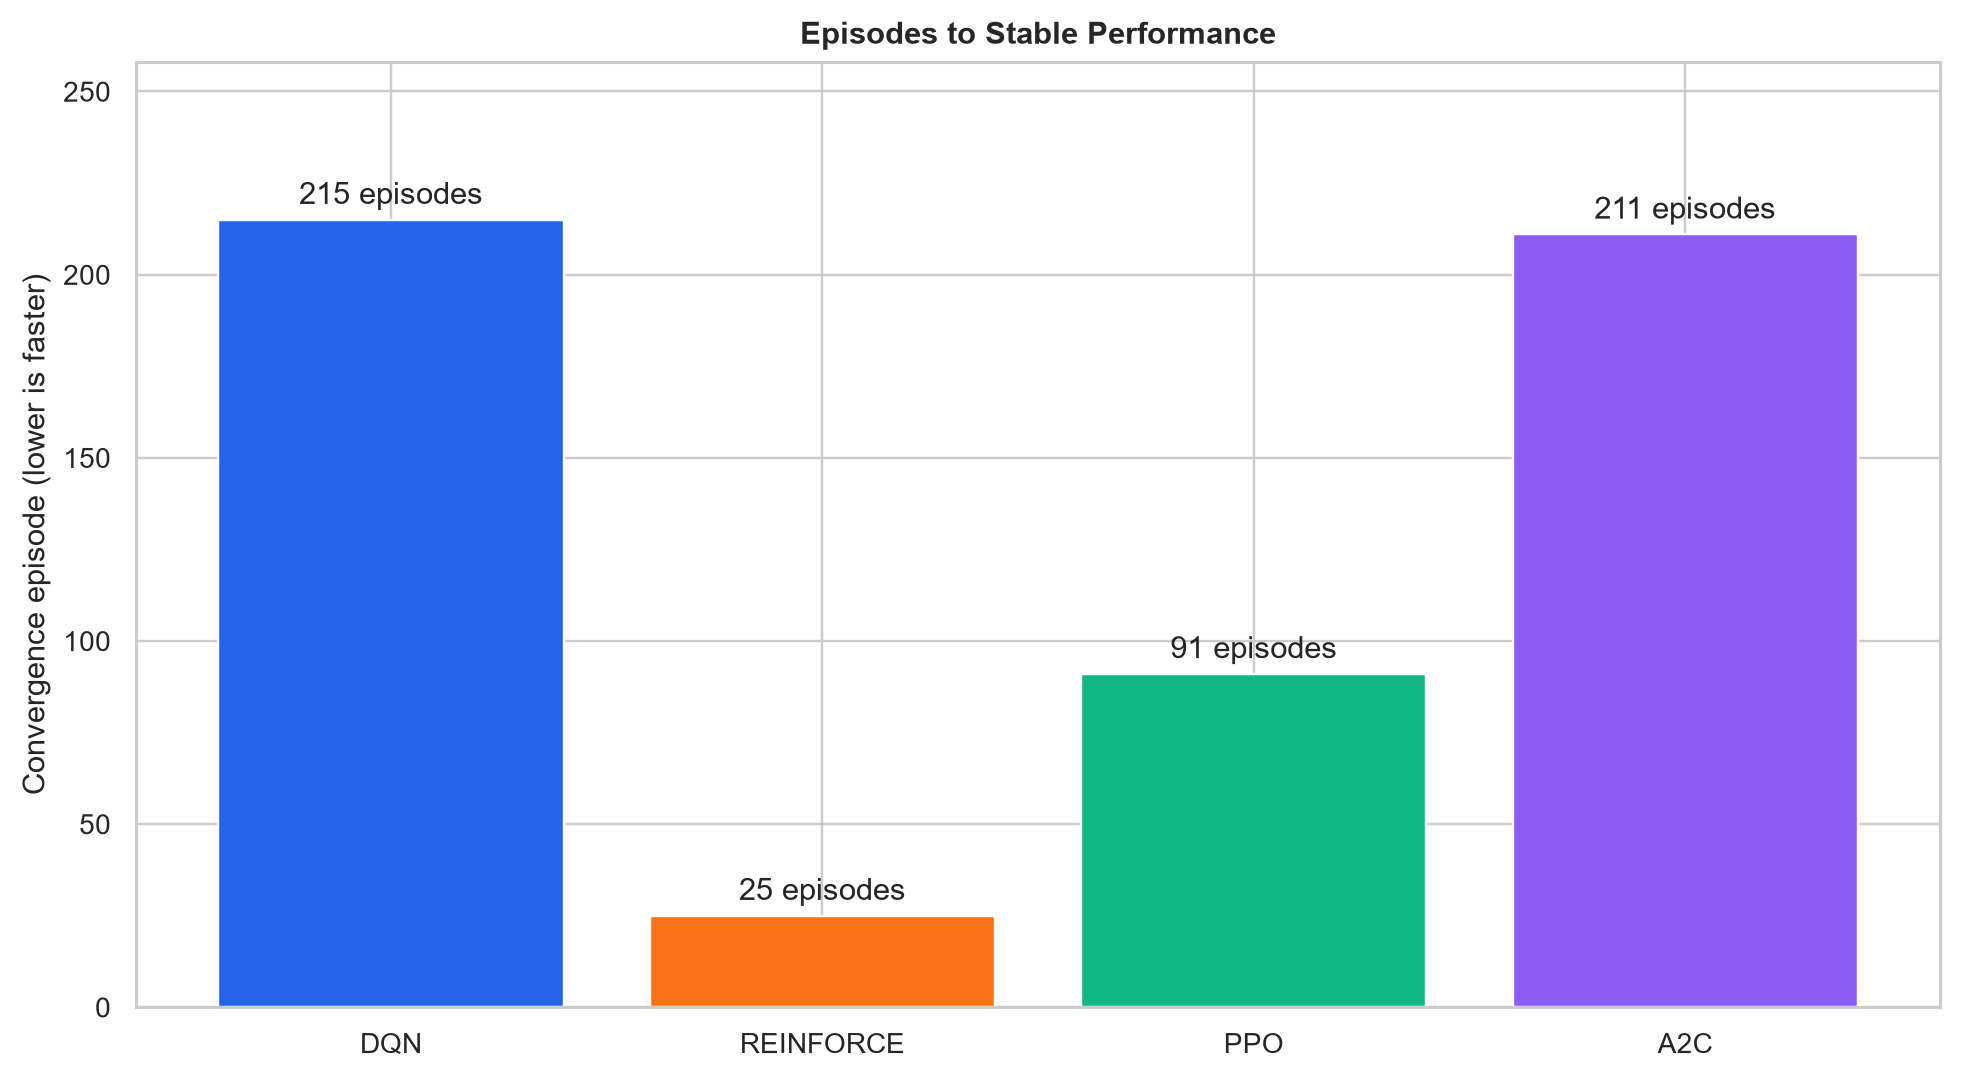 Episodes to Stable Performance
Convergence episode (lower is faster)
250
200
150
100
50
0
215 episodes
25 episodes
91 episodes
211 episodes
DQN
REINFORCE
PPO
A2C